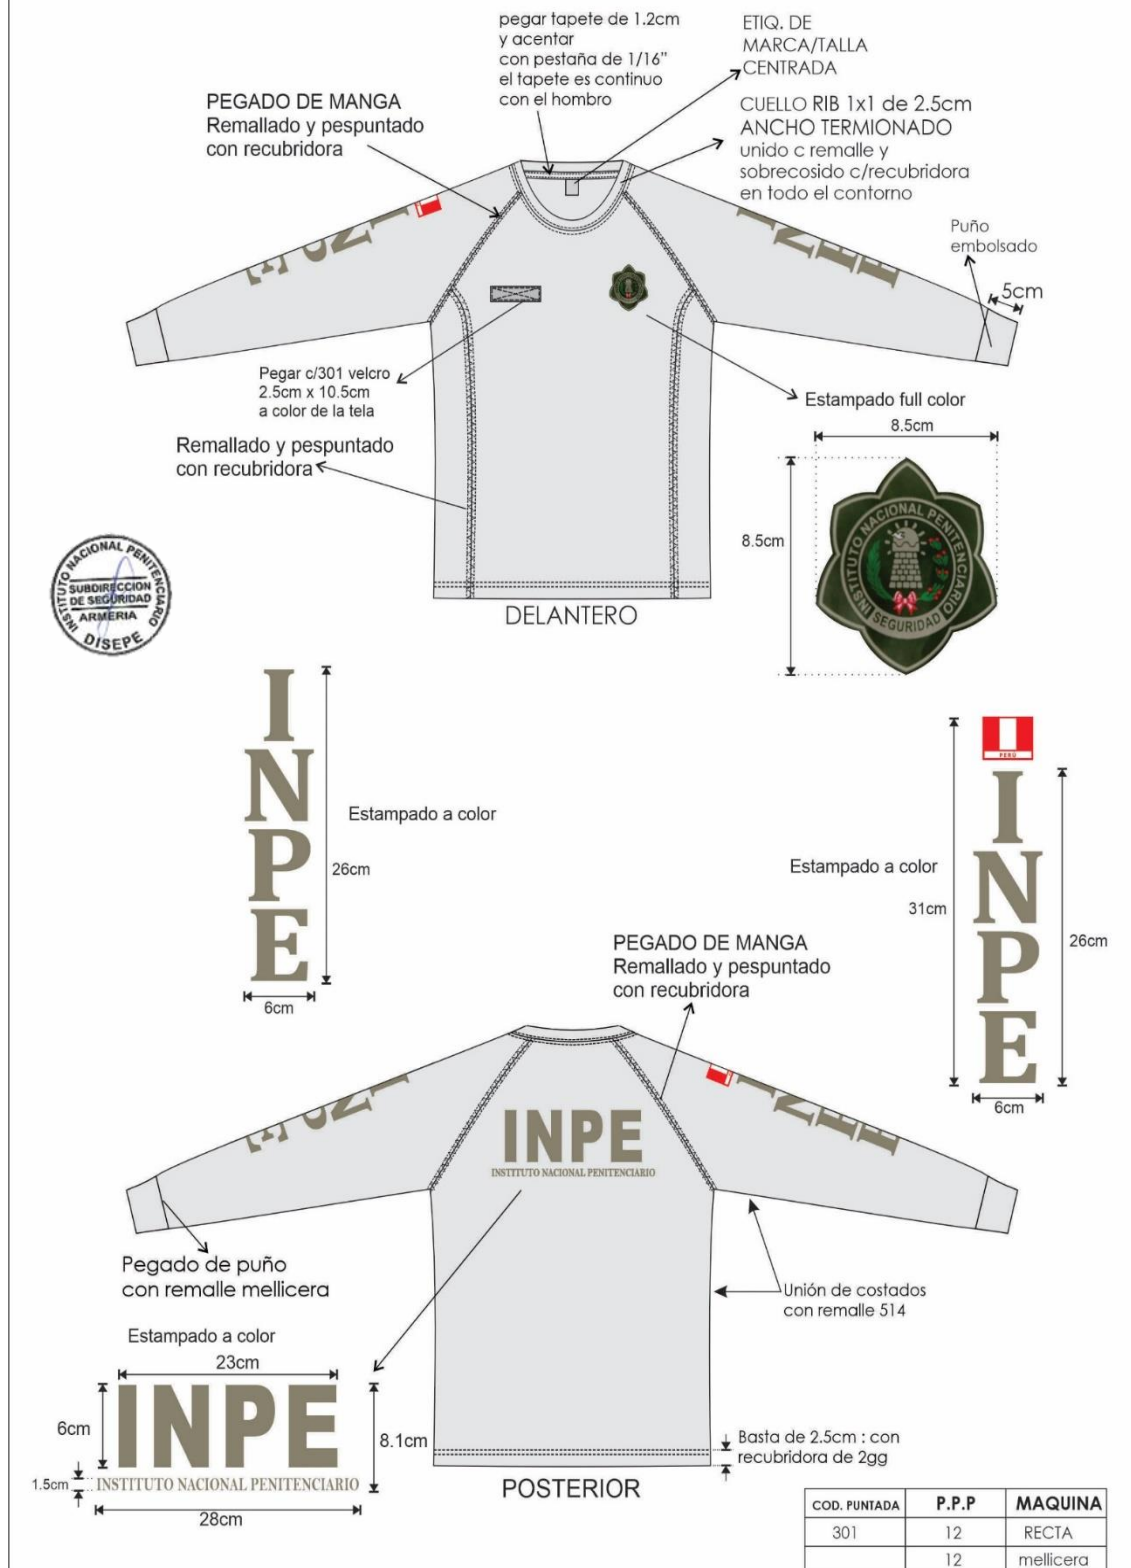 pegar tapete de 1.2cm
y acentar
con pestaña de 1/16"
el tapete es continuo
con el hombro
ETIQ. DE
MARCA/TALLA
CENTRADA
PEGADO DE MANGA
Remallado y pespuntado
con recubridora
CUELLO RIB 1x1 de 2.5cm
ANCHO TERMIONADO
unido c remalle y
sobrecosido c/recubridora
en todo el contorno
Puño
embolsado
5cm
INPE
INPE
Pegar c/301 velcro
2.5cm x 10.5cm
a color de la tela
Remallado y pespuntado
con recubridora
Estampado full color
8.5cm
8.5cm
INSTITUTO NACIONAL PENITENCIARIO
SEGURIDAD
DELANTERO
INSTITUTO NACIONAL PENITENCIARIO
SUBDIRECCION
DE SEGURIDAD
ARMERIA
DISEPE
I
N
P
E
Estampado a color
26cm
6cm
PERÚ
I
N
P
E
Estampado a color
31cm
26cm
6cm
PEGADO DE MANGA
Remallado y pespuntado
con recubridora
INPE
INPE
INPE
INSTITUTO NACIONAL PENITENCIARIO
Pegado de puño
con remalle mellicera
Unión de costados
con remalle 514
Estampado a color
23cm
6cm
INPE
8.1cm
1.5cm
INSTITUTO NACIONAL PENITENCIARIO
28cm
Basta de 2.5cm : con
recubridora de 2gg
POSTERIOR
COD. PUNTADA P.P.P MAQUINA
301 12 RECTA
12 mellicera